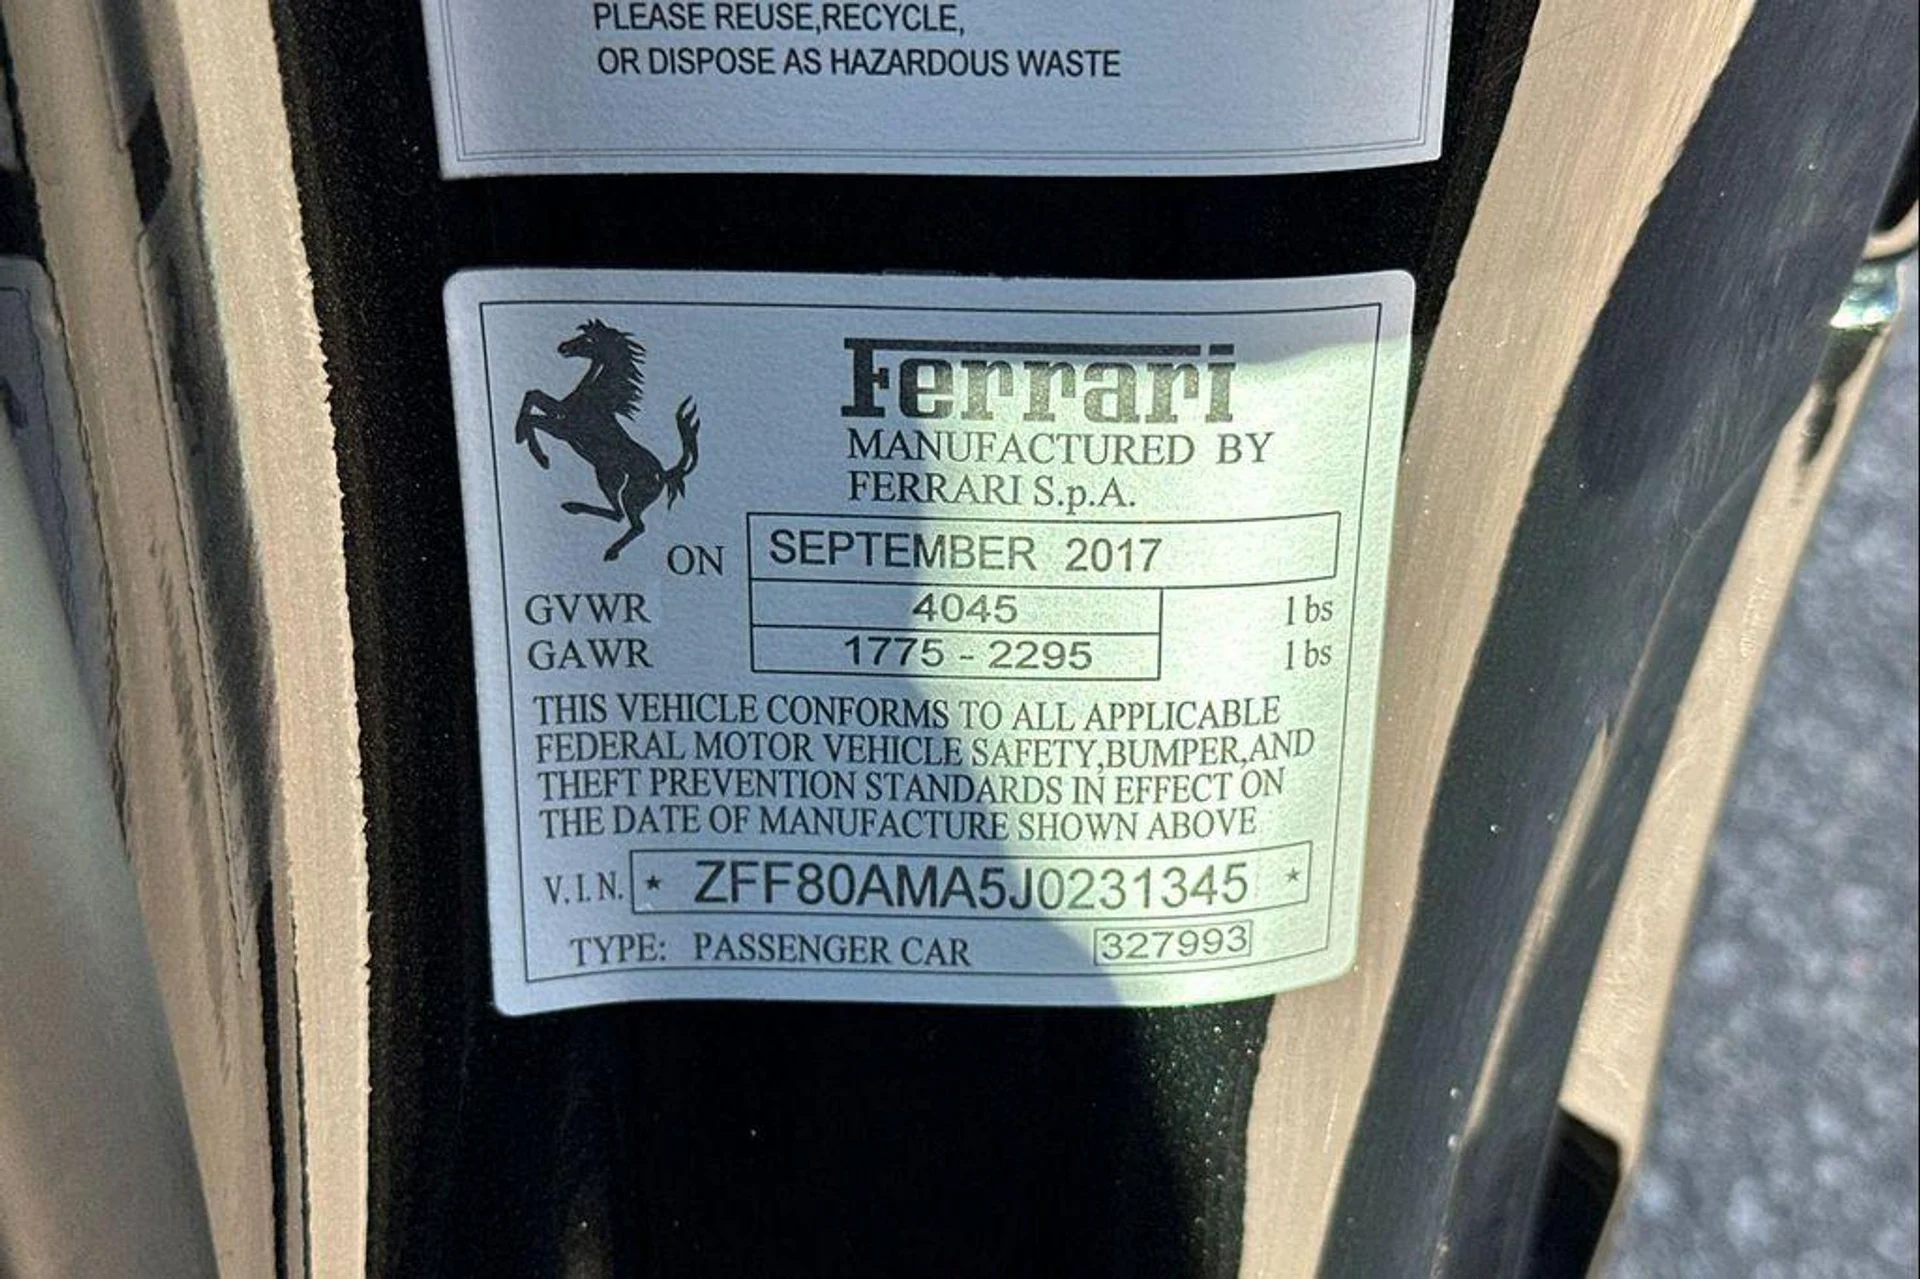 PLEASE REUSE,RECYCLE,
OR DISPOSE AS HAZARDOUS WASTE
Ferrari
MANUFACTURED BY
FERRARI S.p.A.
ON SEPTEMBER 2017
GVWR 4045 lbs
GAWR 1775 - 2295 lbs
THIS VEHICLE CONFORMS TO ALL APPLICABLE
FEDERAL MOTOR VEHICLE SAFETY,BUMPER,AND
THEFT PREVENTION STANDARDS IN EFFECT ON
THE DATE OF MANUFACTURE SHOWN ABOVE
V.I.N. * ZFF80AMA5J0231345 *
TYPE: PASSENGER CAR 327993